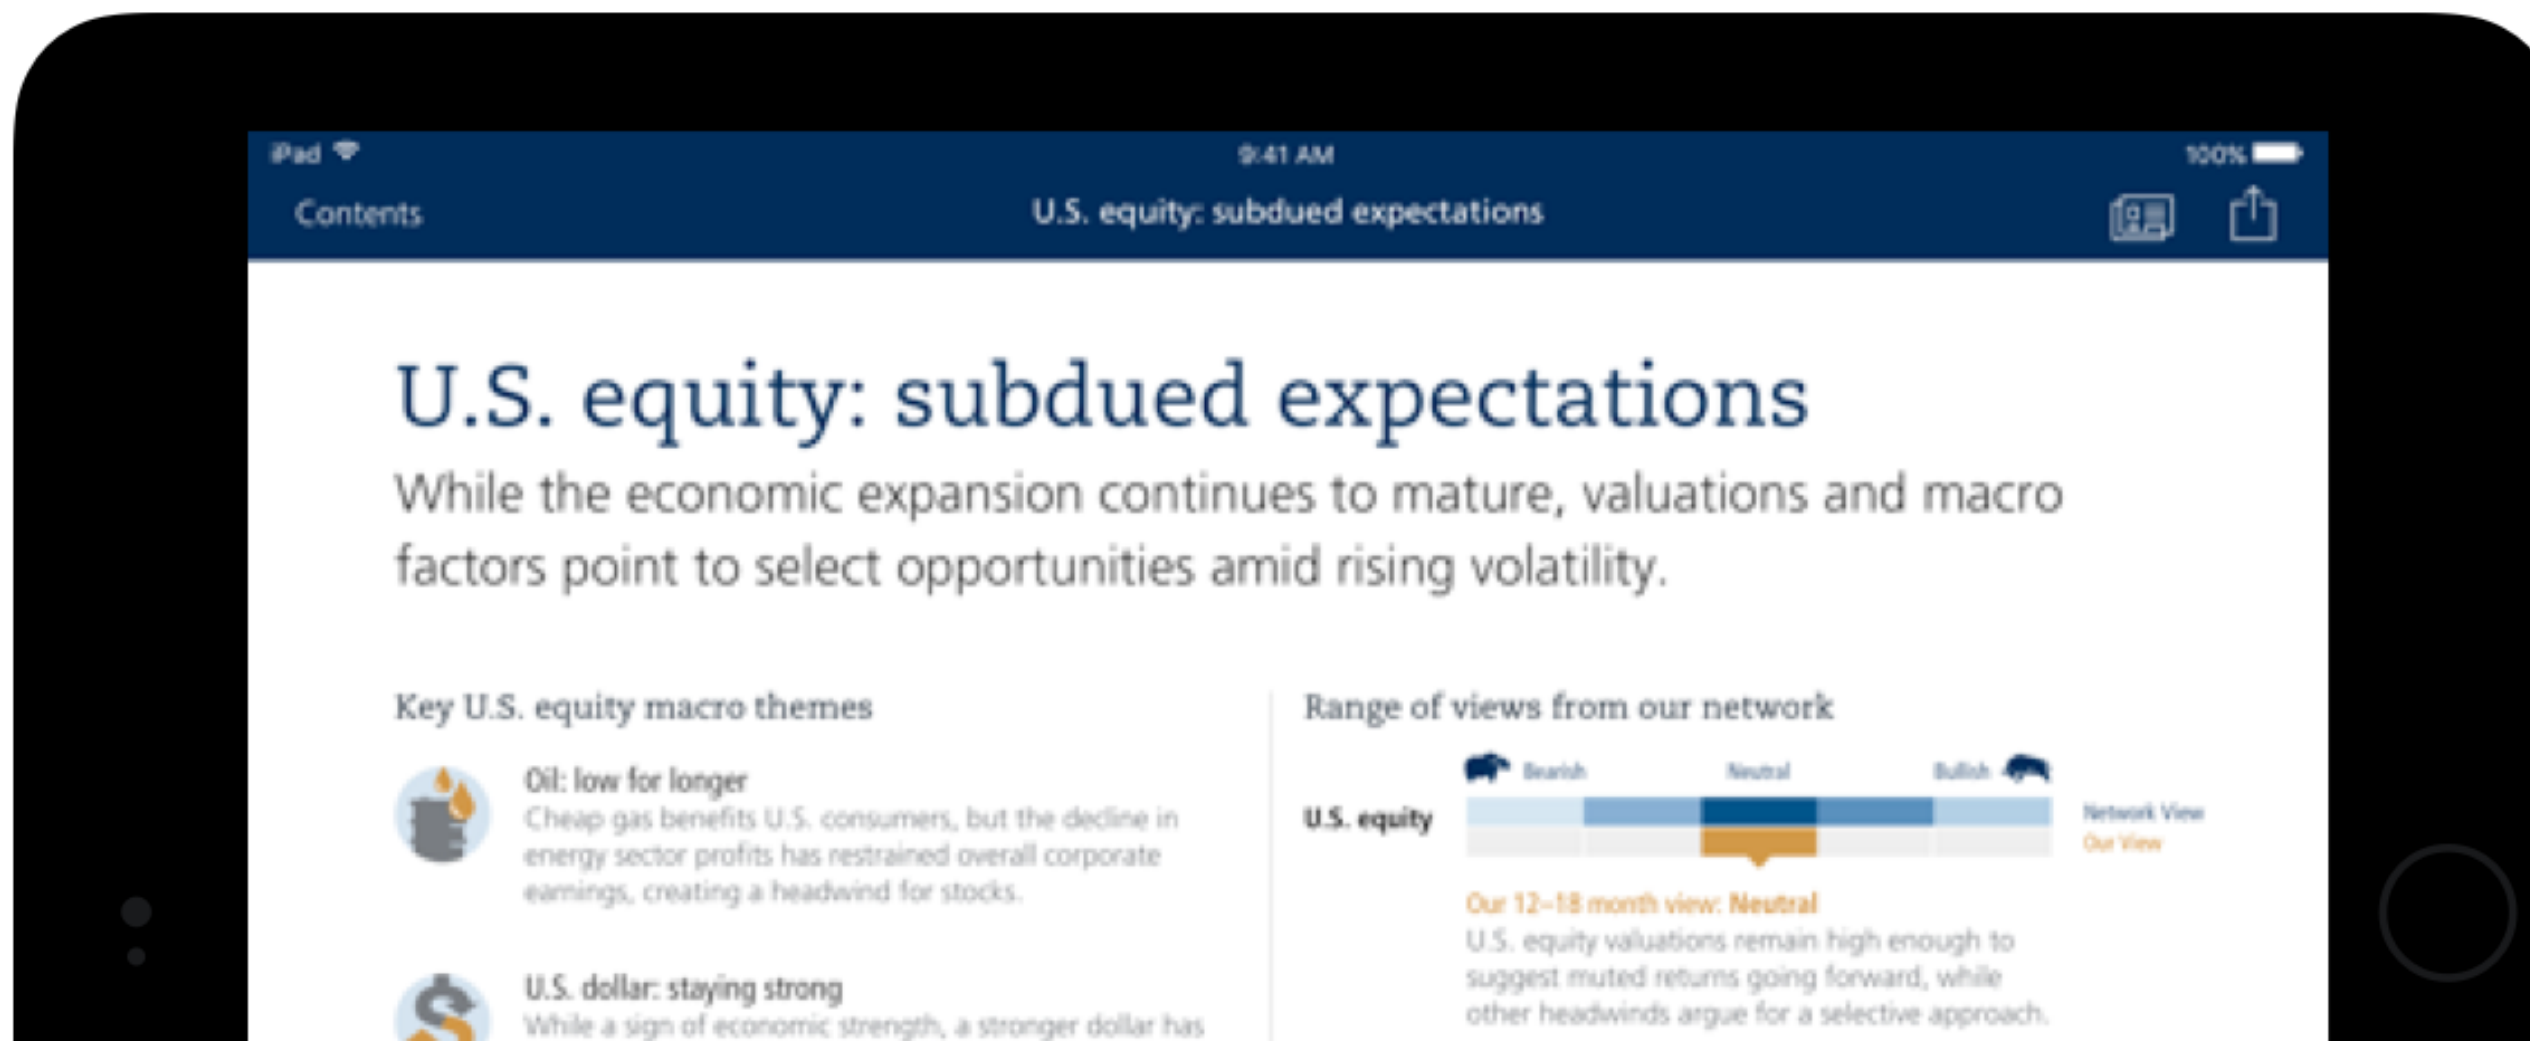 iPad
9:41 AM
100%
Contents
U.S. equity: subdued expectations
U.S. equity: subdued expectations
While the economic expansion continues to mature, valuations and macro
factors point to select opportunities amid rising volatility.
Key U.S. equity macro themes
Oil: low for longer
Cheap gas benefits U.S. consumers, but the decline in
energy sector profits has restrained overall corporate
earnings, creating a headwind for stocks.
U.S. dollar: staying strong
While a sign of economic strength, a stronger dollar has
Range of views from our network
Bearish
Neutral
Bullish
U.S. equity
Network View
Our View
Our 12–18 month view: Neutral
U.S. equity valuations remain high enough to
suggest muted returns going forward, while
other headwinds argue for a selective approach.